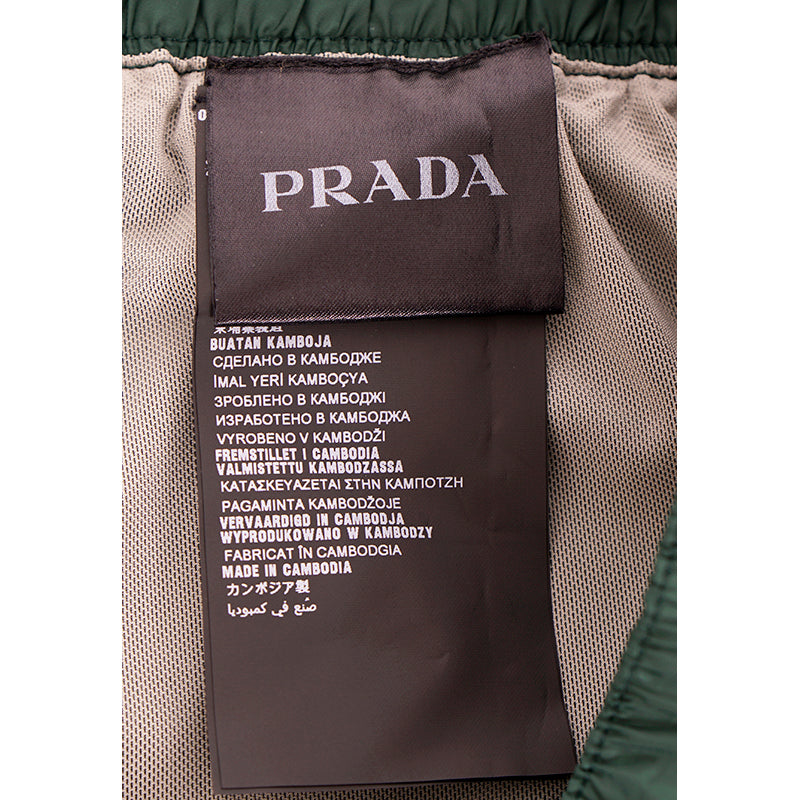 PRADA
BUATAN KAMBOJA
СДЕЛАНО В КАМБОДЖЕ
İMAL YERİ KAMBOÇYA
ЗРОБЛЕНО В КАМБОДЖІ
ИЗРАБОТЕНО В КАМБОДЖА
VYROBENO V KAMBODŽI
FREMSTILLET I CAMBODIA
VALMISTETTU KAMBODZASSA
ΚΑΤΑΣΚΕΥΑΖΕΤΑΙ ΣΤΗΝ ΚΑΜΠΟΤΖΗ
PAGAMINTA KAMBODŽOJE
VERVAARDIGD IN CAMBODJA
WYPRODUKOWANO W KAMBODZY
FABRICAT ÎN CAMBODGIA
MADE IN CAMBODIA
カンボジア製
صنع في كمبوديا